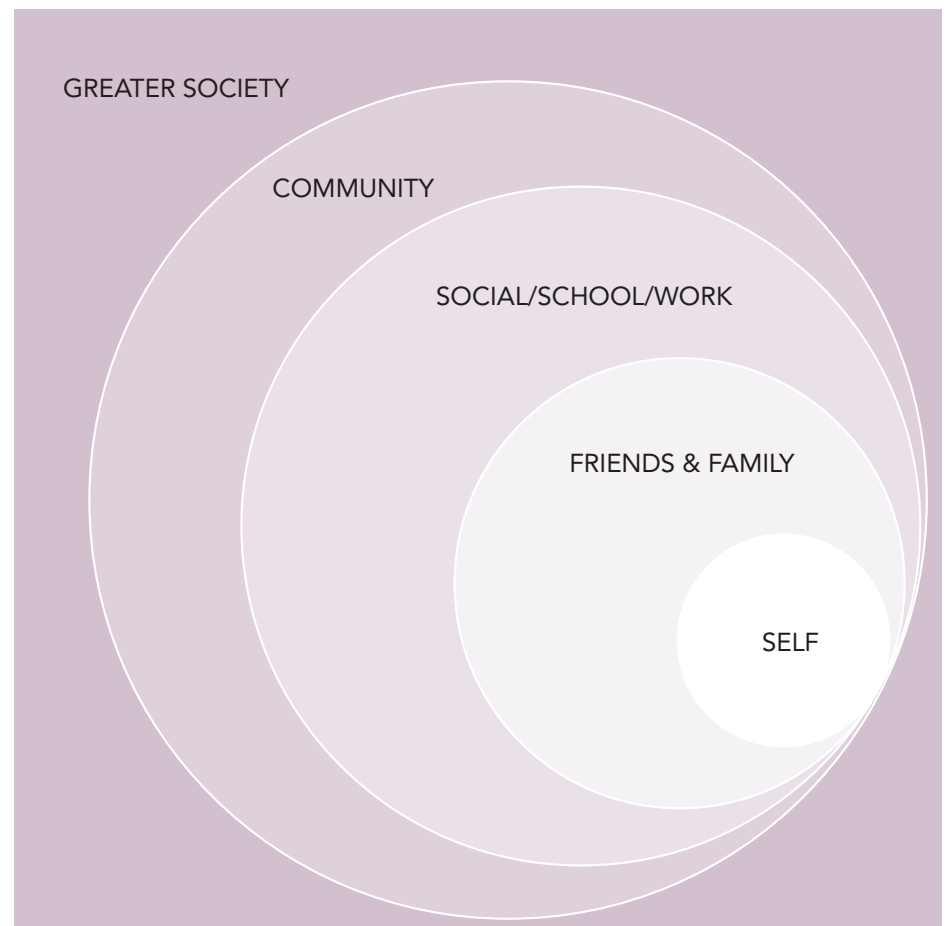 GREATER SOCIETY
COMMUNITY
SOCIAL/SCHOOL/WORK
FRIENDS & FAMILY
SELF